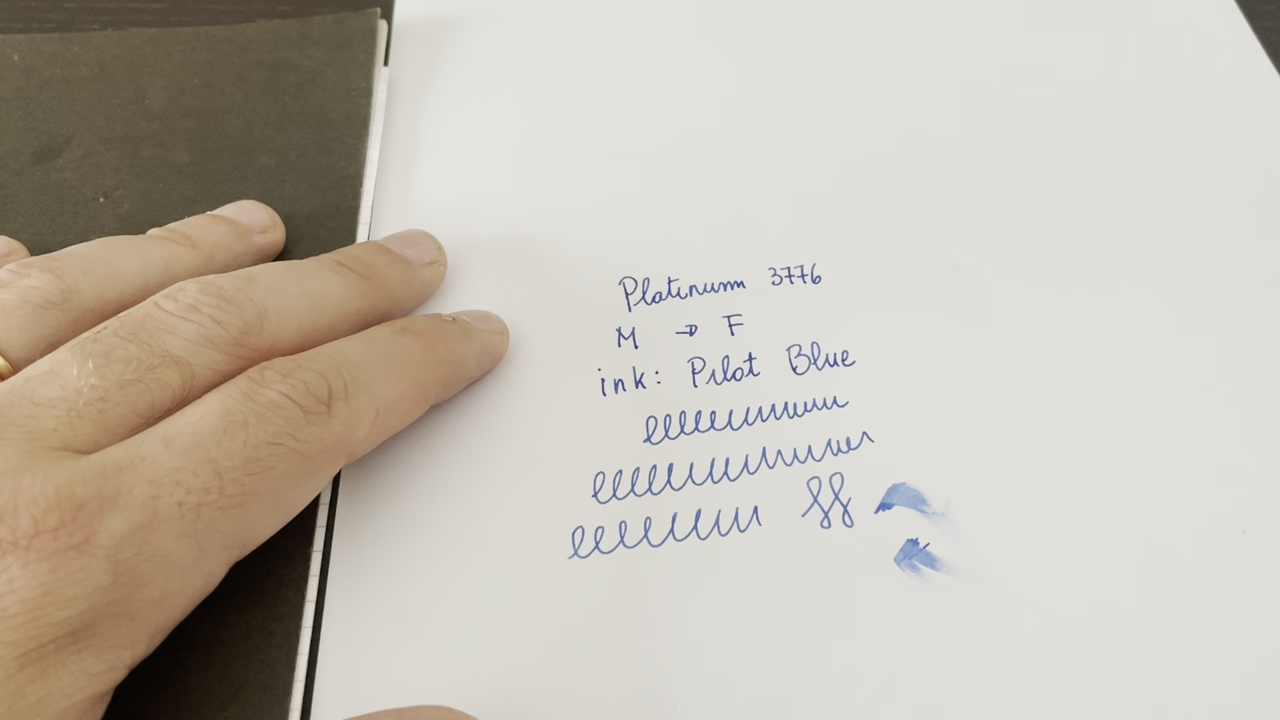 Platinum 3776
M → F
ink: Pilot Blue